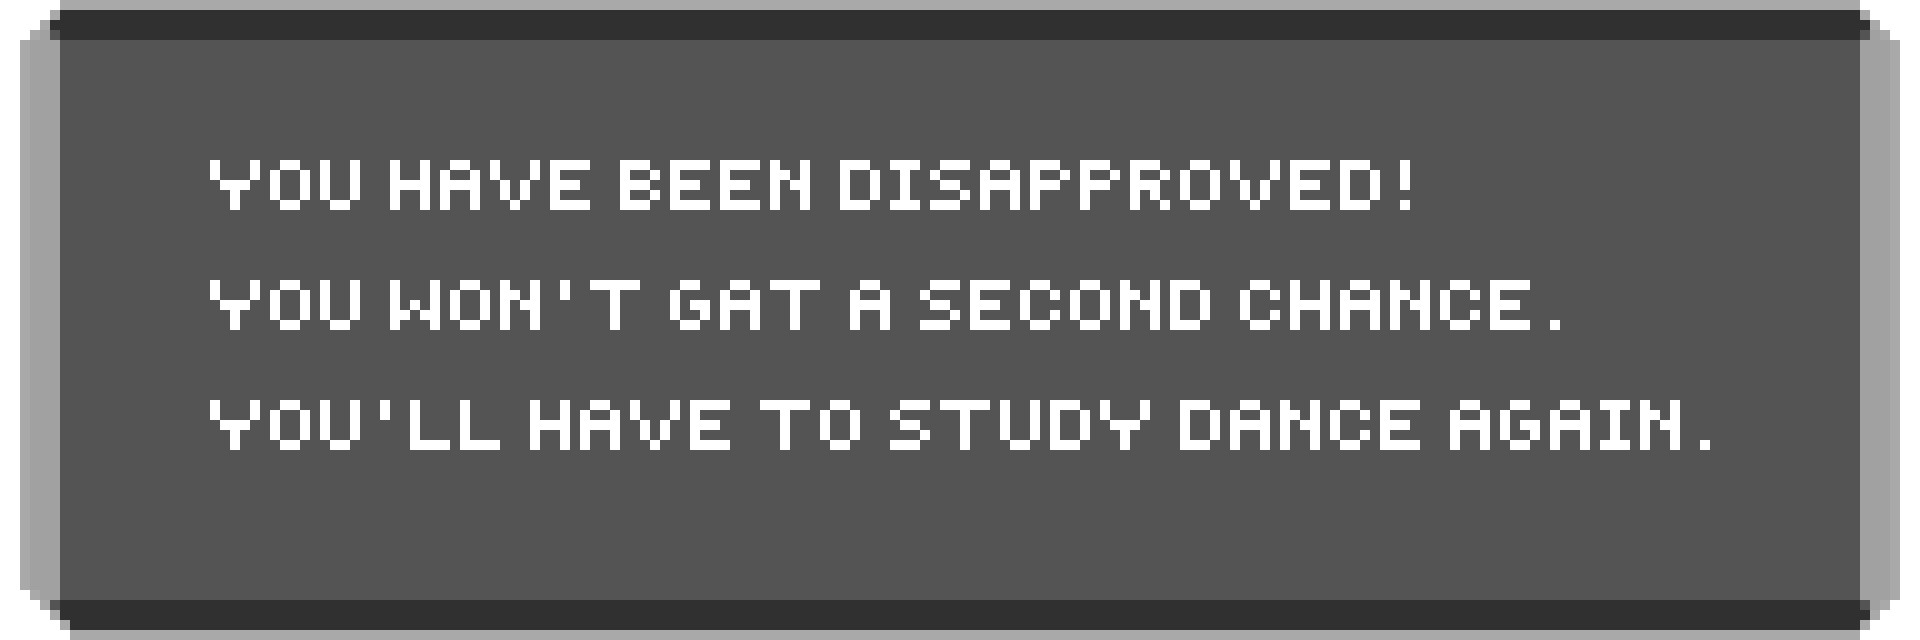 YOU HAVE BEEN DISAPPROVED!
YOU WON'T GAT A SECOND CHANCE.
YOU'LL HAVE TO STUDY DANCE AGAIN.